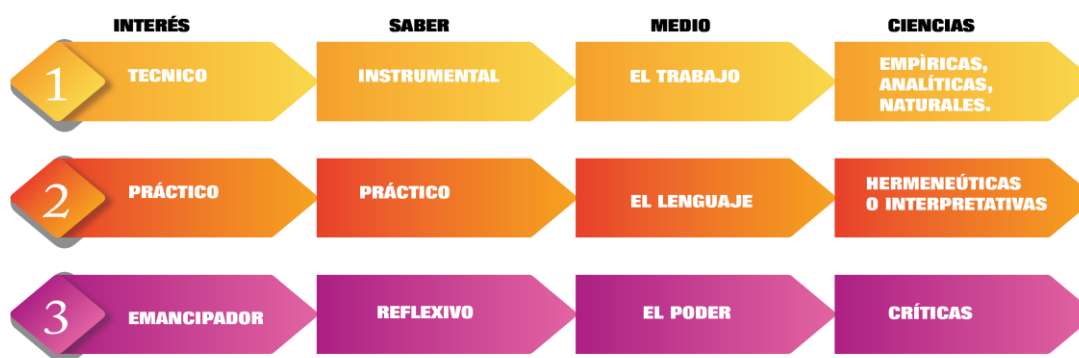 INTERÉS SABER MEDIO CIENCIAS
1 TECNICO INSTRUMENTAL EL TRABAJO EMPÌRICAS,
ANALÍTICAS,
NATURALES.
2 PRÁCTICO PRÁCTICO EL LENGUAJE HERMENEÚTICAS
O INTERPRETATIVAS
3 EMANCIPADOR REFLEXIVO EL PODER CRÍTICAS